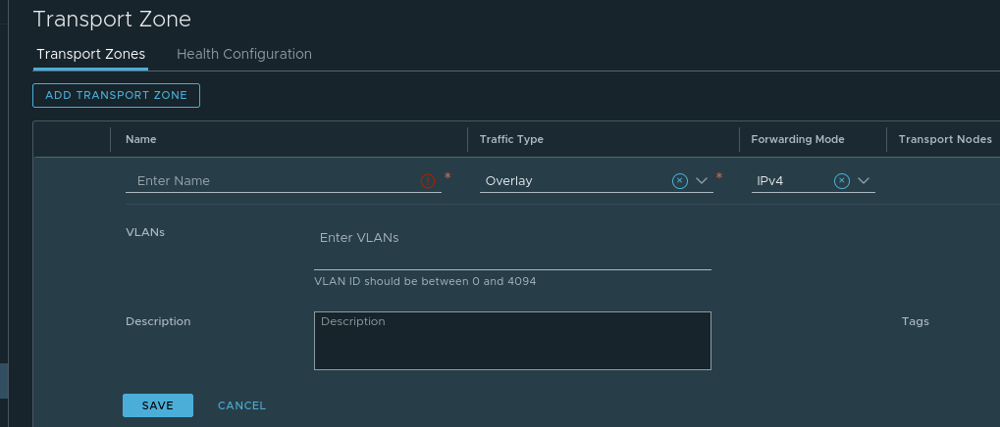 Transport Zone
Transport Zones Health Configuration
ADD TRANSPORT ZONE
Name Traffic Type Forwarding Mode Transport Nodes
Enter Name * Overlay * IPv4
VLANs Enter VLANs
VLAN ID should be between 0 and 4094
Description Description Tags
SAVE CANCEL